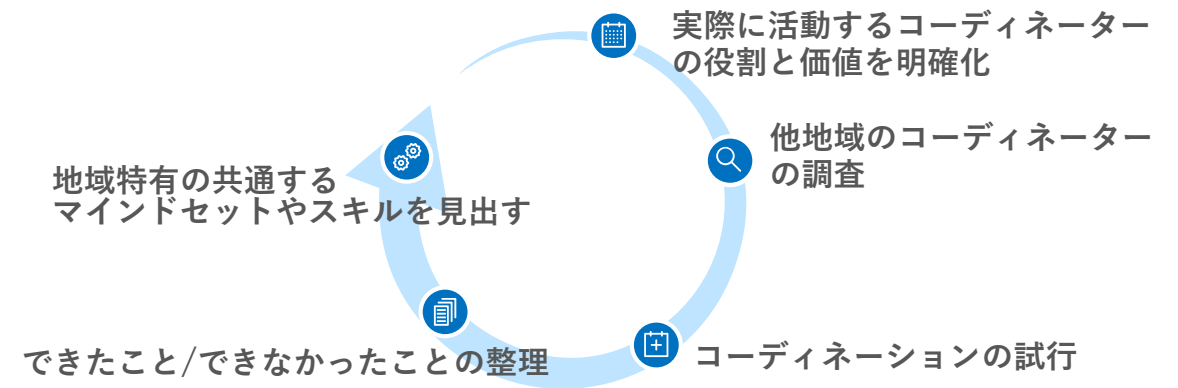 実際に活動するコーディネーター
の役割と価値を明確化
他地域のコーディネーター
の調査
コーディネーションの試行
できたこと/できなかったことの整理
地域特有の共通する
マインドセットやスキルを見出す